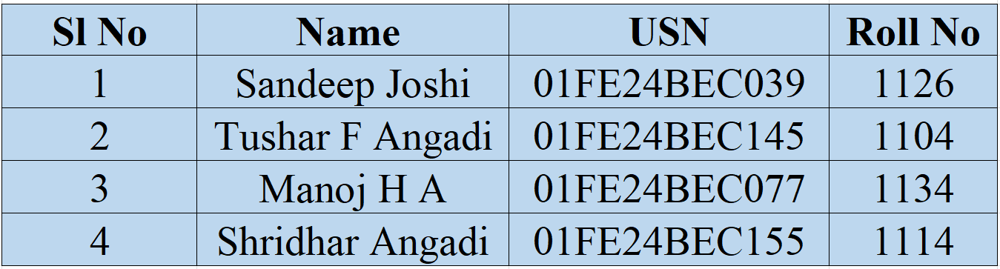 Sl No Name USN Roll No
1 Sandeep Joshi 01FE24BEC039 1126
2 Tushar F Angadi 01FE24BEC145 1104
3 Manoj H A 01FE24BEC077 1134
4 Shridhar Angadi 01FE24BEC155 1114